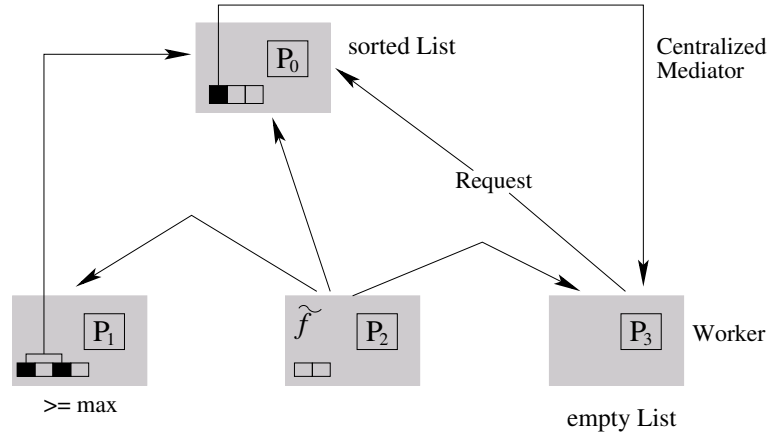 P0
sorted List
Centralized
Mediator
Request
P1
f̃
P2
P3
Worker
>= max
empty List